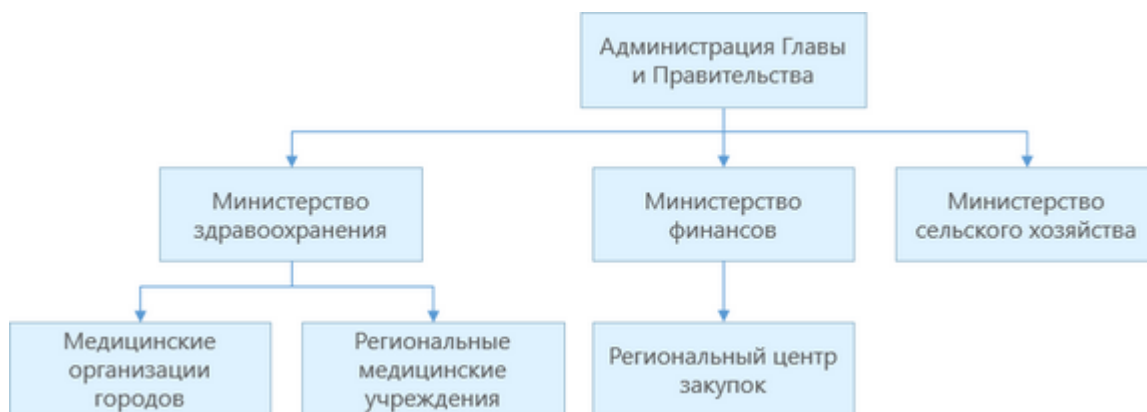 Администрация Главы
и Правительства
Министерство
здравоохранения
Министерство
финансов
Министерство
сельского хозяйства
Медицинские
организации
городов
Региональные
медицинские
учреждения
Региональный центр
закупок